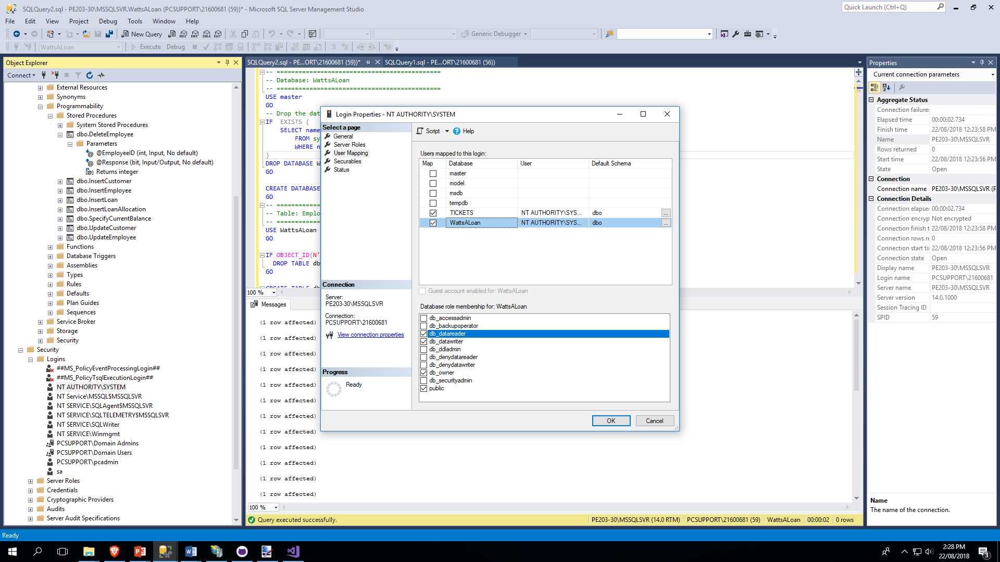 SQLQuery2.sql - PE203-30\MSSQLSVR.WattsALoan (PCSUPPORT\21600681 (59))* - Microsoft SQL Server Management Studio
Quick Launch (Ctrl+Q)
File Edit View Project Debug Tools Window Help
New Query
MDX DMX XMLA DAX
Generic Debugger
WattsALoan
Execute Debug
Object Explorer
Connect
External Resources
Synonyms
Programmability
Stored Procedures
System Stored Procedures
dbo.DeleteEmployee
Parameters
@EmployeeID (int, Input, No default)
@Response (bit, Input/Output, No default)
Returns integer
dbo.InsertCustomer
dbo.InsertEmployee
dbo.InsertLoan
dbo.InsertLoanAllocation
dbo.SpecifyCurrentBalance
dbo.UpdateCustomer
dbo.UpdateEmployee
Functions
Database Triggers
Assemblies
Types
Rules
Defaults
Plan Guides
Sequences
Service Broker
Storage
Security
Security
Logins
##MS_PolicyEventProcessingLogin##
##MS_PolicyTsqlExecutionLogin##
NT AUTHORITY\SYSTEM
NT Service\MSSQL$MSSQLSVR
NT SERVICE\SQLAgent$MSSQLSVR
NT SERVICE\SQLTELEMETRY$MSSQLSVR
NT SERVICE\SQLWriter
NT SERVICE\Winmgmt
PCSUPPORT\Domain Admins
PCSUPPORT\Domain Users
PCSUPPORT\pcadmin
sa
Server Roles
Credentials
Cryptographic Providers
Audits
Server Audit Specifications
SQLQuery2.sql - PE...ORT\21600681 (59))* SQLQuery1.sql - PE...ORT\21600681 (56))
-- =============================================
-- Database: WattsALoan
-- =============================================
USE master
GO
-- Drop the dat
IF EXISTS (
SELECT name
FROM sy
WHERE n
)
DROP DATABASE W
GO
CREATE DATABASE
GO
-- ============
-- Table: Emplo
-- ============
USE WattsALoan
GO
IF OBJECT_ID(N'
DROP TABLE db
GO
CREATE TABLE db
100 %
Messages
(1 row affected)
(1 row affected)
(1 row affected)
(1 row affected)
(1 row affected)
(1 row affected)
(1 row affected)
(1 row affected)
(1 row affected)
(1 row affected)
(1 row affected)
(1 row affected)
100 %
Query executed successfully.
PE203-30\MSSQLSVR (14.0 RTM) PCSUPPORT\21600681 (59) WattsALoan 00:00:02 0 rows
Login Properties - NT AUTHORITY\SYSTEM
Select a page
General
Server Roles
User Mapping
Securables
Status
Connection
Server:
PE203-30\MSSQLSVR
Connection:
PCSUPPORT\21600681
View connection properties
Progress
Ready
Script Help
Users mapped to this login:
Map Database User Default Schema
master
model
msdb
tempdb
TICKETS NT AUTHORITY\SYS... dbo ...
WattsALoan NT AUTHORITY\SYS... dbo ...
Guest account enabled for: WattsALoan
Database role membership for: WattsALoan
db_accessadmin
db_backupoperator
db_datareader
db_datawriter
db_ddladmin
db_denydatareader
db_denydatawriter
db_owner
db_securityadmin
public
OK Cancel
Properties
Current connection parameters
Aggregate Status
Connection failures
Elapsed time 00:00:02.734
Finish time 22/08/2018 12:23:58 PM
Name PE203-30\MSSQLSVR
Rows returned 0
Start time 22/08/2018 12:23:56 PM
State Open
Connection
Connection name PE203-30\MSSQLSVR (P
Connection Details
Connection elapse 00:00:02.734
Connection encryp Not encrypted
Connection finish t 22/08/2018 12:23:58 PM
Connection rows re 0
Connection start ti 22/08/2018 12:23:56 PM
Connection state Open
Display name PE203-30\MSSQLSVR
Login name PCSUPPORT\21600681
Server name PE203-30\MSSQLSVR
Server version 14.0.1000
Session Tracing ID
SPID 59
Name
The name of the connection.
Ready
2:28 PM
22/08/2018
3